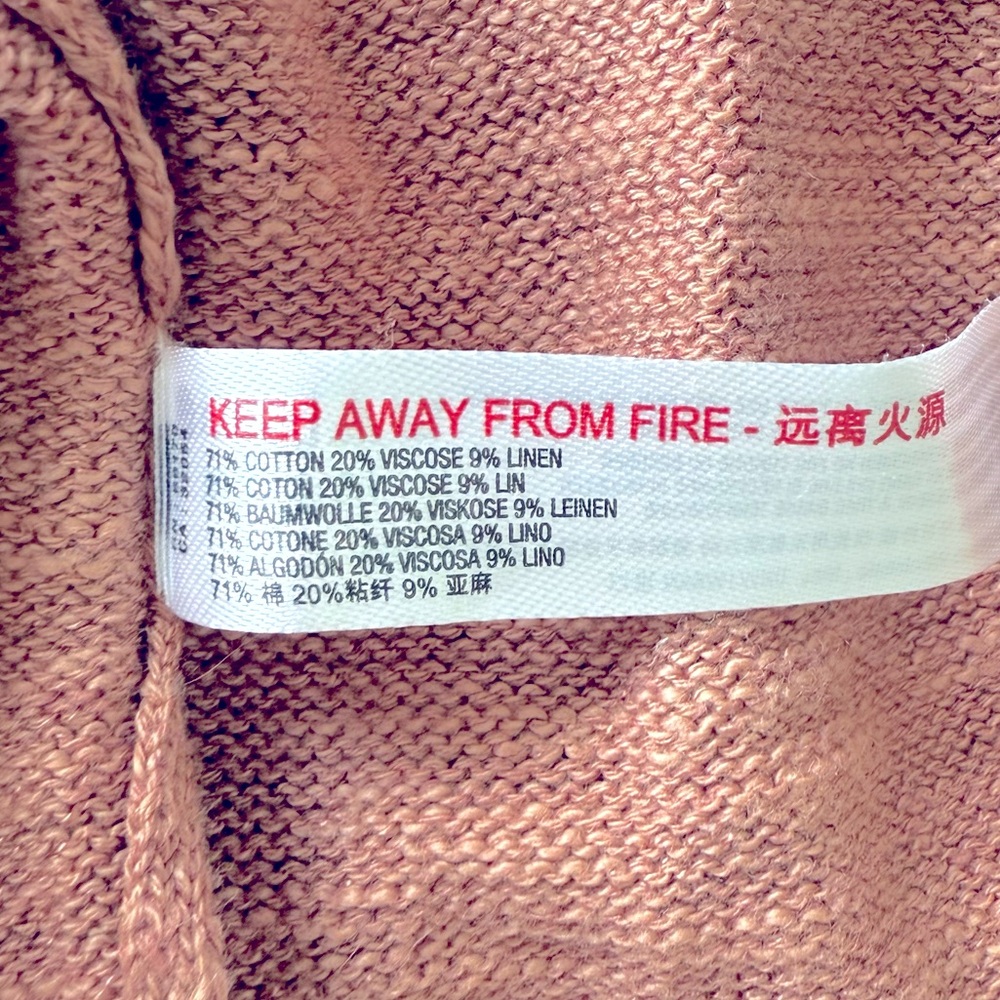 KEEP AWAY FROM FIRE - 远离火源
71% COTTON 20% VISCOSE 9% LINEN
71% COTON 20% VISCOSE 9% LIN
71% BAUMWOLLE 20% VISKOSE 9% LEINEN
71% COTONE 20% VISCOSA 9% LINO
71% ALGODÓN 20% VISCOSA 9% LINO
71% 棉 20%粘纤 9% 亚麻